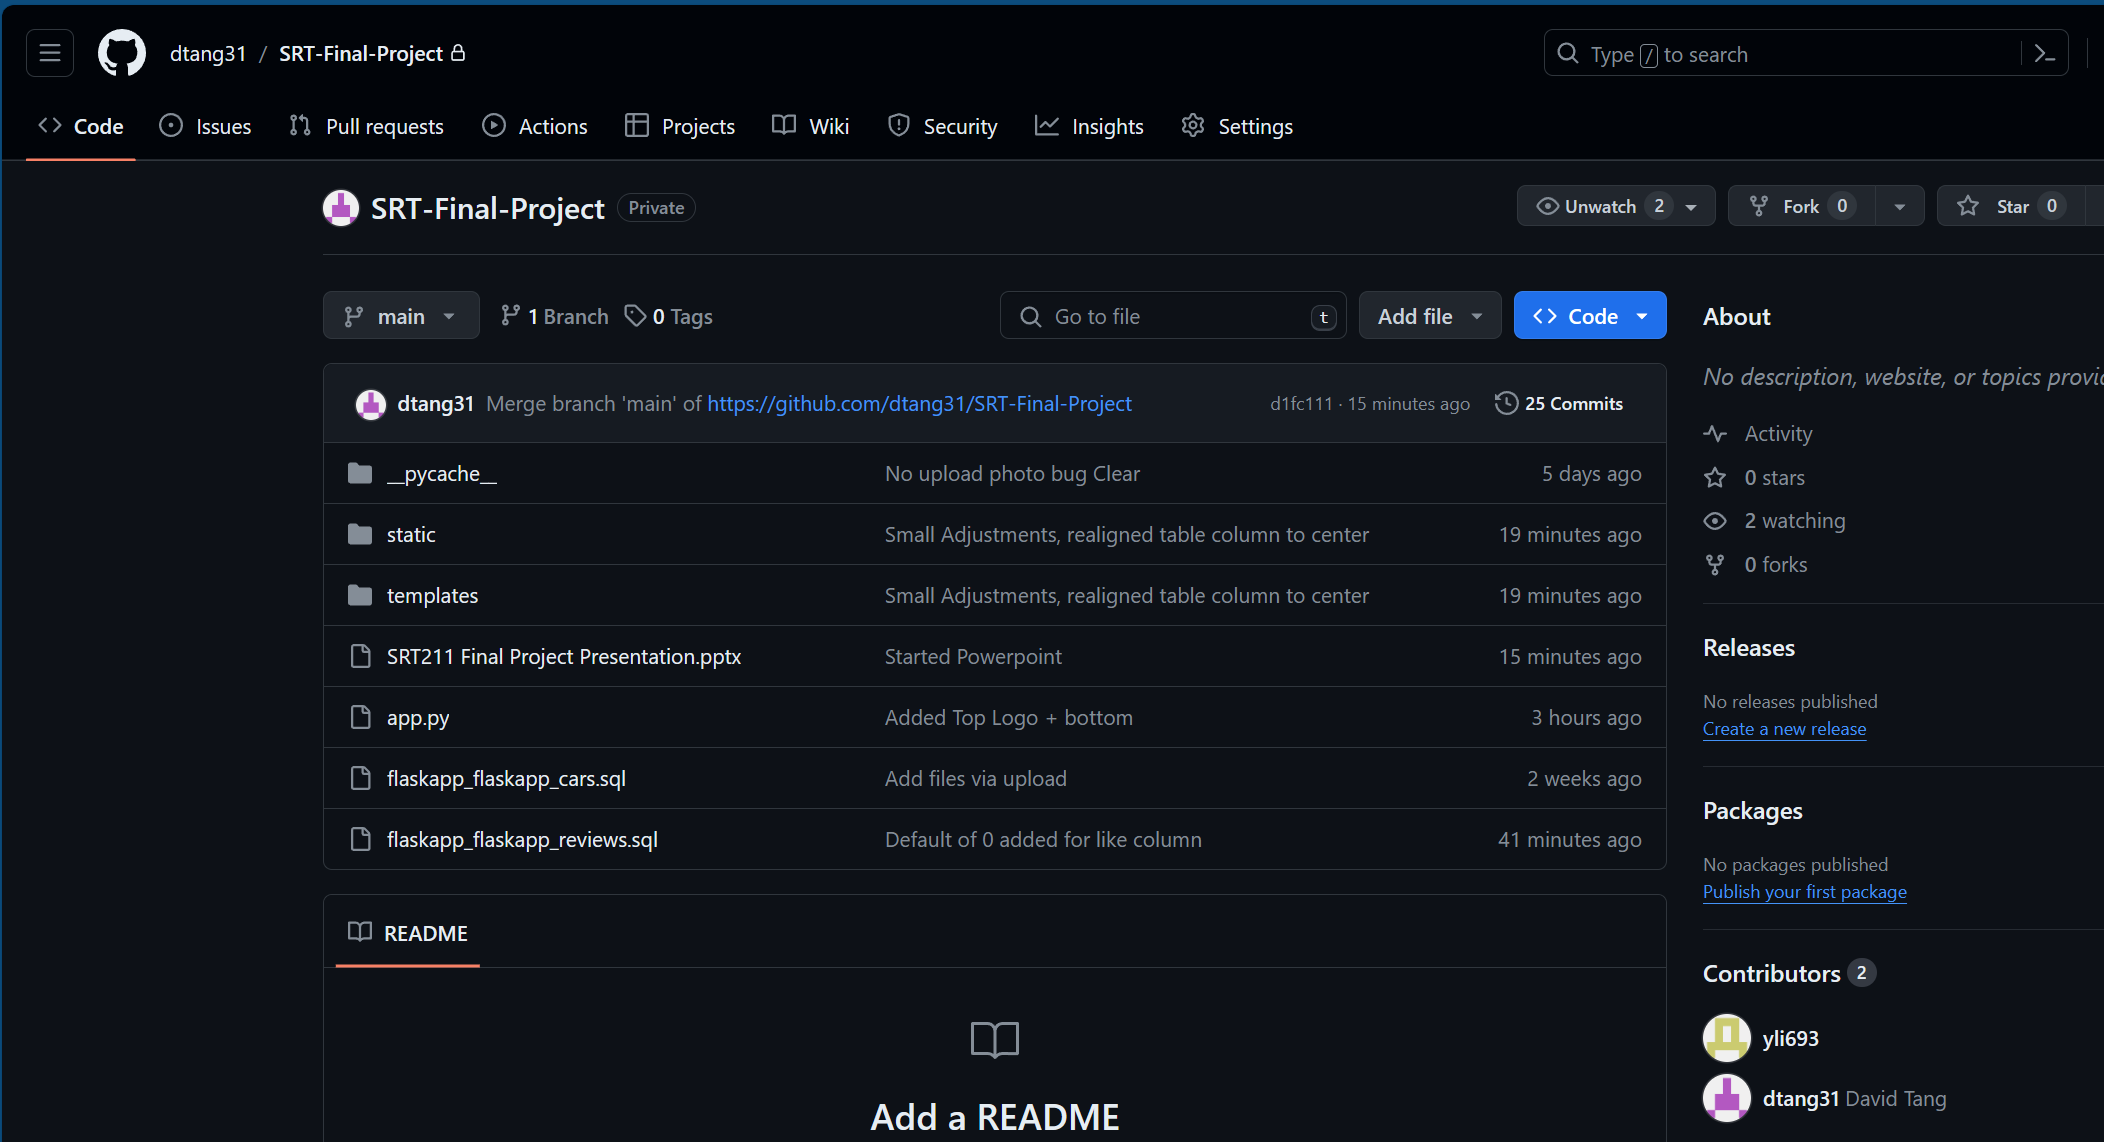 dtang31 / SRT-Final-Project
Type / to search
Code
Issues
Pull requests
Actions
Projects
Wiki
Security
Insights
Settings
SRT-Final-Project
Private
Unwatch 2
Fork 0
Star 0
main
1 Branch
0 Tags
Go to file
t
Add file
Code
dtang31 Merge branch 'main' of https://github.com/dtang31/SRT-Final-Project
d1fc111 · 15 minutes ago
25 Commits
__pycache__ No upload photo bug Clear 5 days ago
static Small Adjustments, realigned table column to center 19 minutes ago
templates Small Adjustments, realigned table column to center 19 minutes ago
SRT211 Final Project Presentation.pptx Started Powerpoint 15 minutes ago
app.py Added Top Logo + bottom 3 hours ago
flaskapp_flaskapp_cars.sql Add files via upload 2 weeks ago
flaskapp_flaskapp_reviews.sql Default of 0 added for like column 41 minutes ago
README
Add a README
About
No description, website, or topics
Activity
0 stars
2 watching
0 forks
Releases
No releases published
Create a new release
Packages
No packages published
Publish your first package
Contributors 2
yli693
dtang31 David Tang